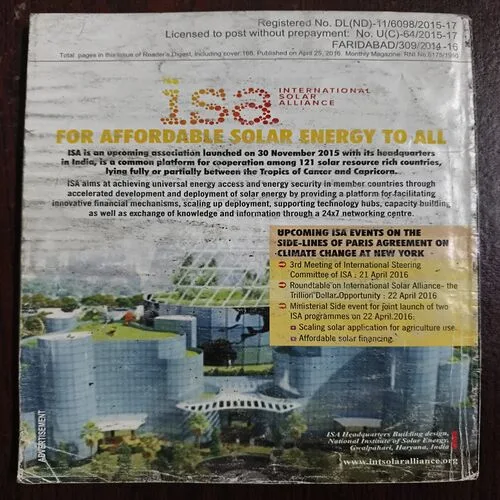 Registered No. DL(ND)-11/6098/2015-17
Licensed to post without prepayment: No. U(C)-64/2015-17
FARIDABAD/309/2014-16
Total pages in this issue of Reader's Digest, including cover: 168. Published on April 25, 2016. Monthly Magazine: RNI No.6175/1960
isa INTERNATIONAL
SOLAR
ALLIANCE
FOR AFFORDABLE SOLAR ENERGY TO ALL
ISA is an upcoming association launched on 30 November 2015 with its headquarters
in India, is a common platform for cooperation among 121 solar resource rich countries,
lying fully or partially between the Tropics of Cancer and Capricorn.
ISA aims at achieving universal energy access and energy security in member countries through
accelerated development and deployment of solar energy by providing a platform for facilitating
innovative financial mechanisms, scaling up deployment, supporting technology hubs, capacity building
as well as exchange of knowledge and information through a 24x7 networking centre.
UPCOMING ISA EVENTS ON THE
SIDE-LINES OF PARIS AGREEMENT ON
CLIMATE CHANGE AT NEW YORK
3rd Meeting of International Steering
Committee of ISA : 21 April 2016
Roundtable on International Solar Alliance- the
Trillion Dollar Opportunity : 22 April 2016
Ministerial Side event for joint launch of two
ISA programmes on 22 April 2016:
Scaling solar application for agriculture use
Affordable solar financing
ADVERTISEMENT
ISA Headquarters Building design,
National Institute of Solar Energy,
Gwalpahari, Haryana, India
www.intsolaralliance.org